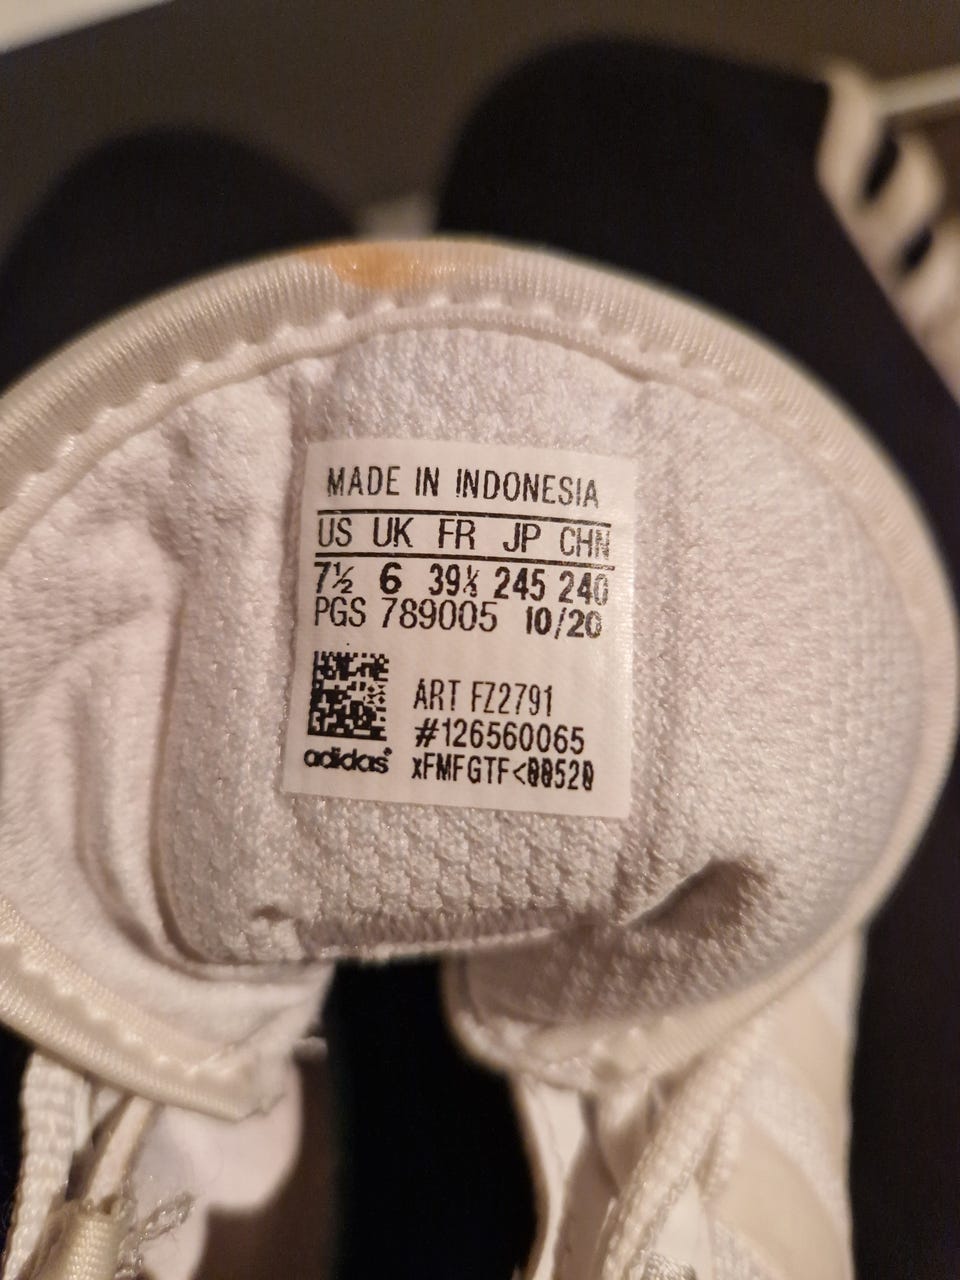 MADE IN INDONESIA
US UK FR JP CHN
7½ 6 39⅓ 245 240
PGS 789005 10/20
ART FZ2791
#126560065
adidas® xFMFGTF<00520